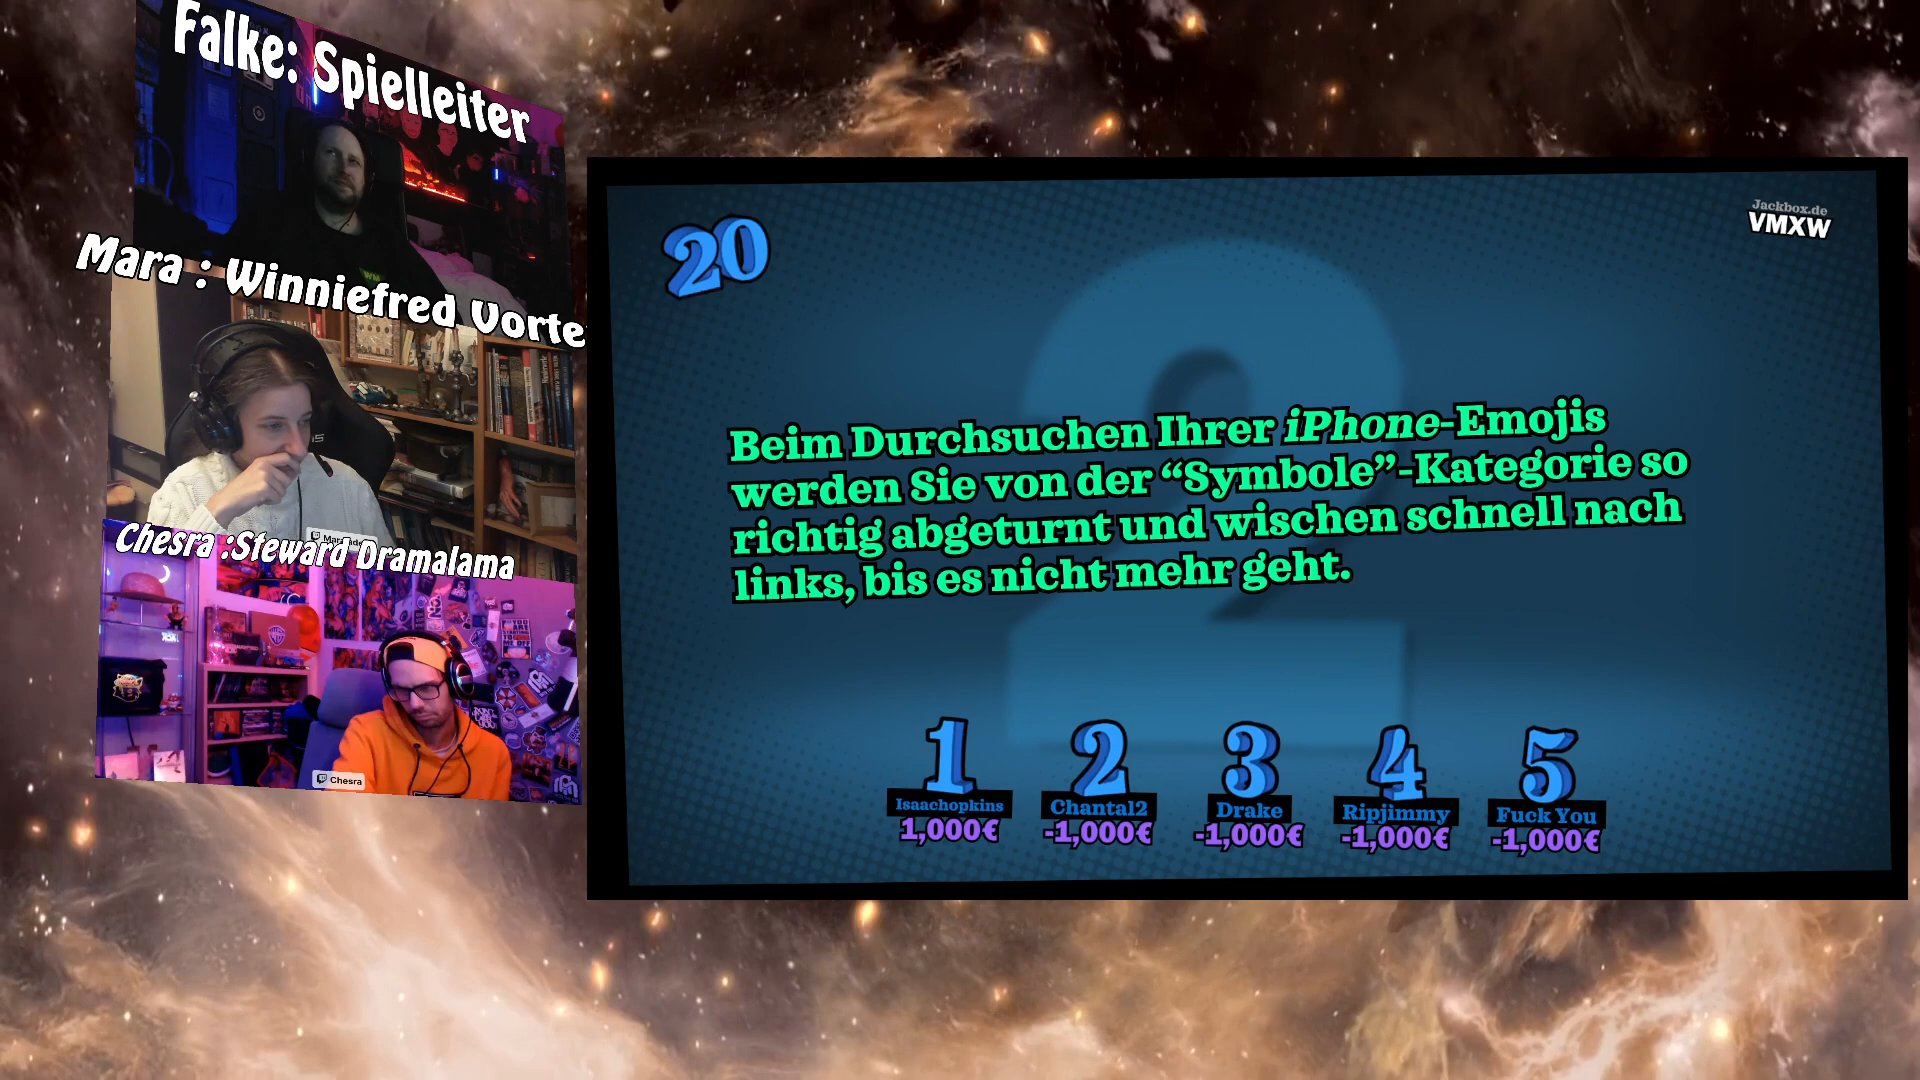 Falke: Spielleiter
Mara : Winniefred Vorte
Chesra :Steward Dramalama
Chesra
20
Jackbox.de
VMXW
Beim Durchsuchen Ihrer iPhone-Emojis
werden Sie von der “Symbole”-Kategorie so
richtig abgeturnt und wischen schnell nach
links, bis es nicht mehr geht.
1
Isaachopkins
1,000€
2
Chantal2
-1,000€
3
Drake
-1,000€
4
Ripjimmy
-1,000€
5
Fuck You
-1,000€